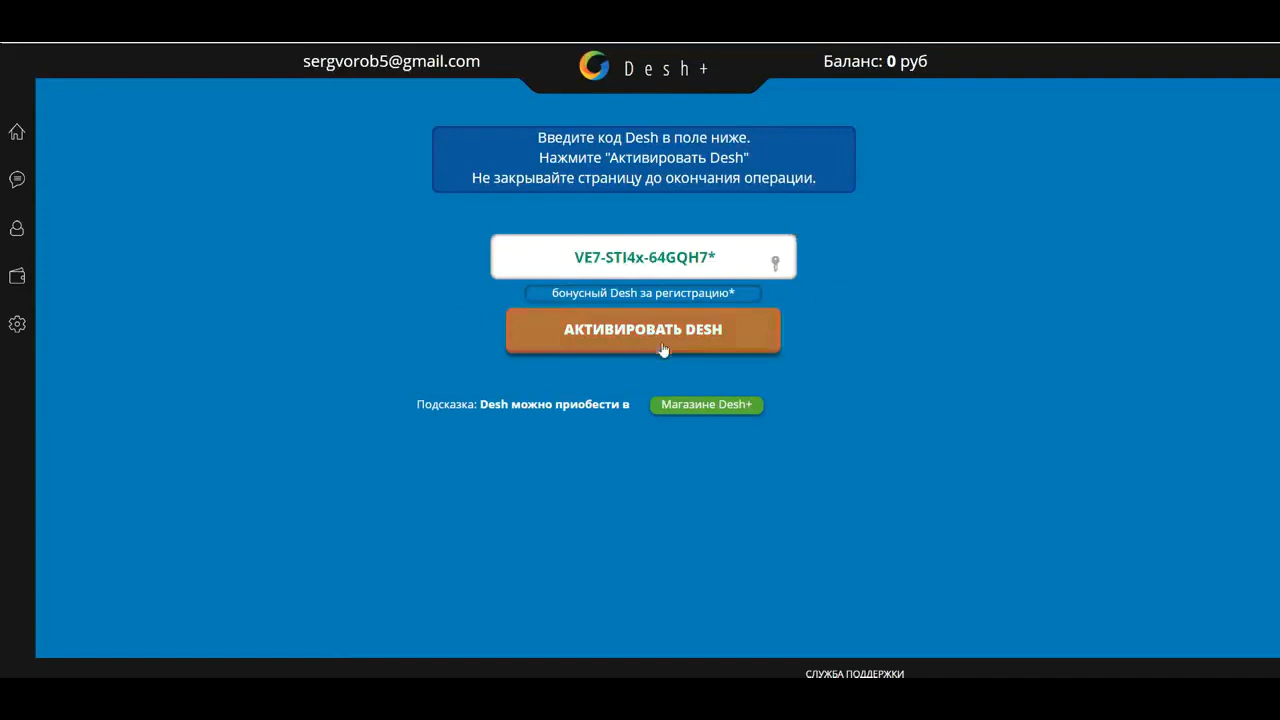 sergvorob5@gmail.com
Desh+
Баланс: 0 руб
Введите код Desh в поле ниже.
Нажмите "Активировать Desh"
Не закрывайте страницу до окончания операции.
VE7-STI4x-64GQH7*
бонусный Desh за регистрацию*
АКТИВИРОВАТЬ DESH
Подсказка: Desh можно приобести в
Магазине Desh+
СЛУЖБА ПОДДЕРЖКИ